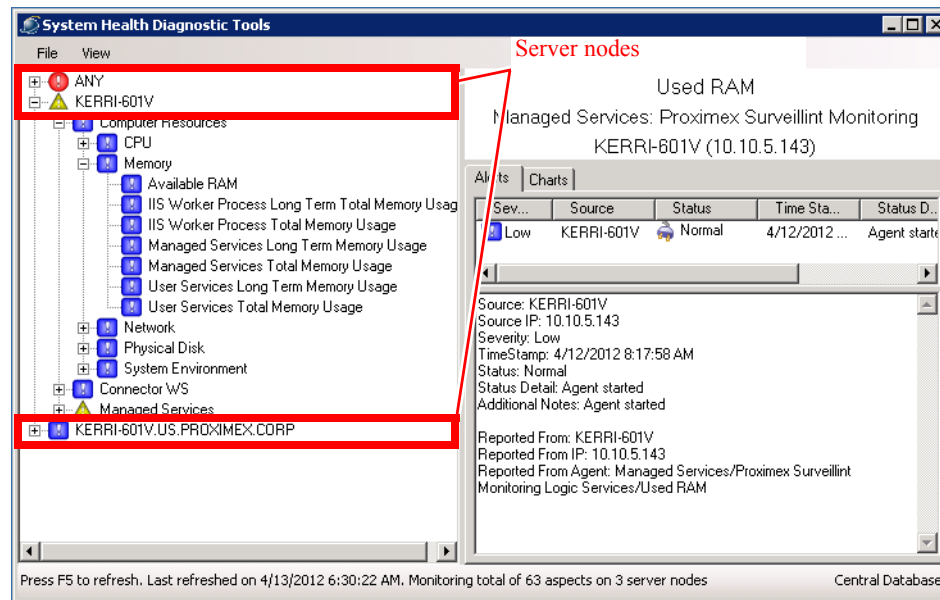 System Health Diagnostic Tools
File View
Server nodes
ANY
KERRI-601V
Computer Resources
CPU
Memory
Available RAM
IIS Worker Process Long Term Total Memory Usag
IIS Worker Process Total Memory Usage
Managed Services Long Term Memory Usage
Managed Services Total Memory Usage
User Services Long Term Memory Usage
User Services Total Memory Usage
Network
Physical Disk
System Environment
Connector WS
Managed Services
KERRI-601V.US.PROXIMEX.CORP
Used RAM
Managed Services: Proximex Surveillint Monitoring
KERRI-601V (10.10.5.143)
Alerts Charts
Sev... Source Status Time Sta... Status D...
Low KERRI-601V Normal 4/12/2012 ... Agent starte
Source: KERRI-601V
Source IP: 10.10.5.143
Severity: Low
TimeStamp: 4/12/2012 8:17:58 AM
Status: Normal
Status Detail: Agent started
Additional Notes: Agent started
Reported From: KERRI-601V
Reported From IP: 10.10.5.143
Reported From Agent: Managed Services/Proximex Surveillint
Monitoring Logic Services/Used RAM
Press F5 to refresh. Last refreshed on 4/13/2012 6:30:22 AM. Monitoring total of 63 aspects on 3 server nodes Central Database